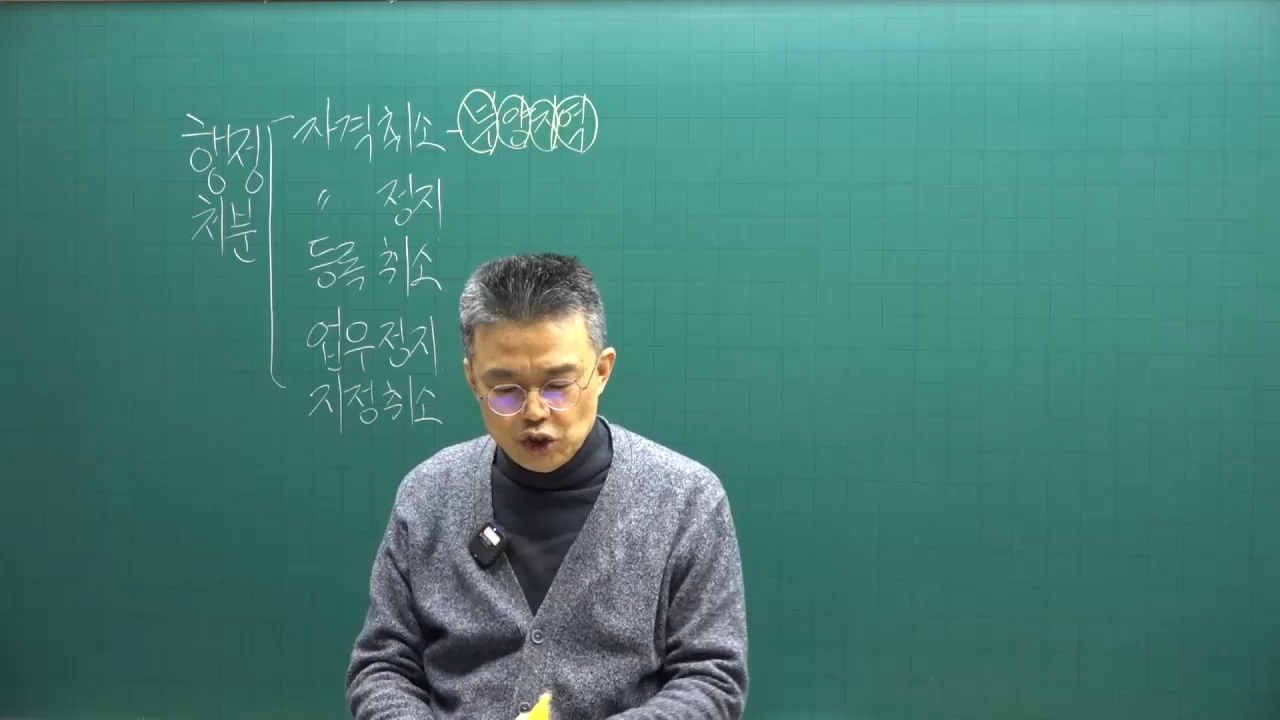 행정
처분
자격취소 - 부양지역
〃 정지
등록 취소
업무정지
지정취소